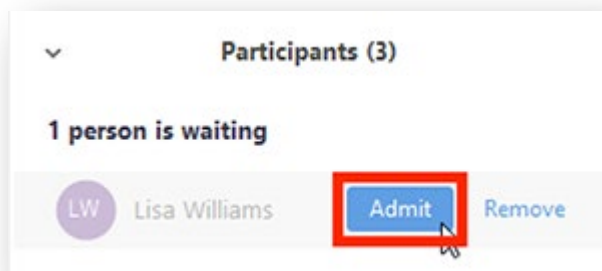 Participants (3)
1 person is waiting
LW Lisa Williams Admit Remove